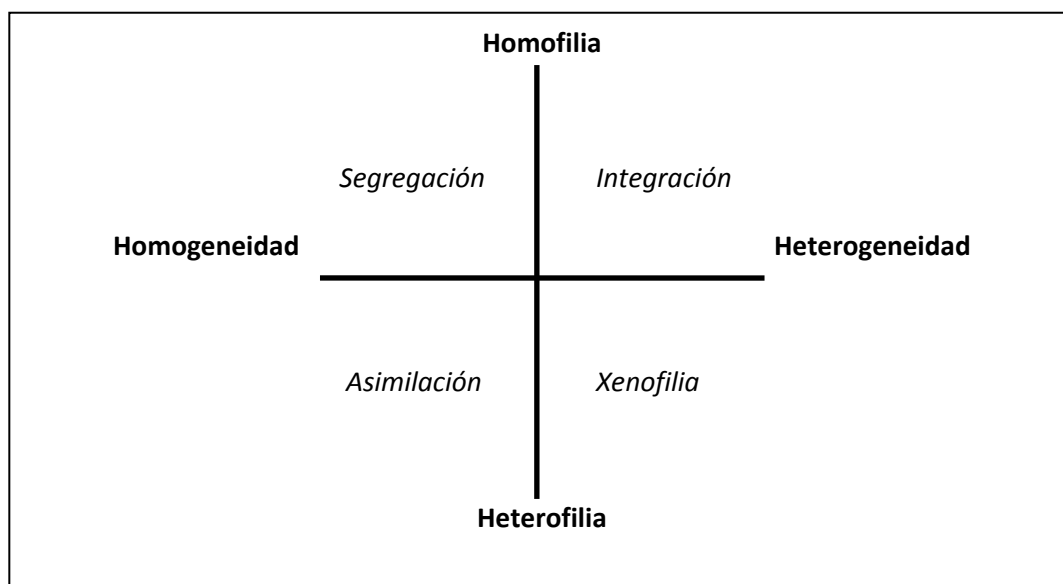 Homofilia
Segregación Integración
Homogeneidad Heterogeneidad
Asimilación Xenofilia
Heterofilia